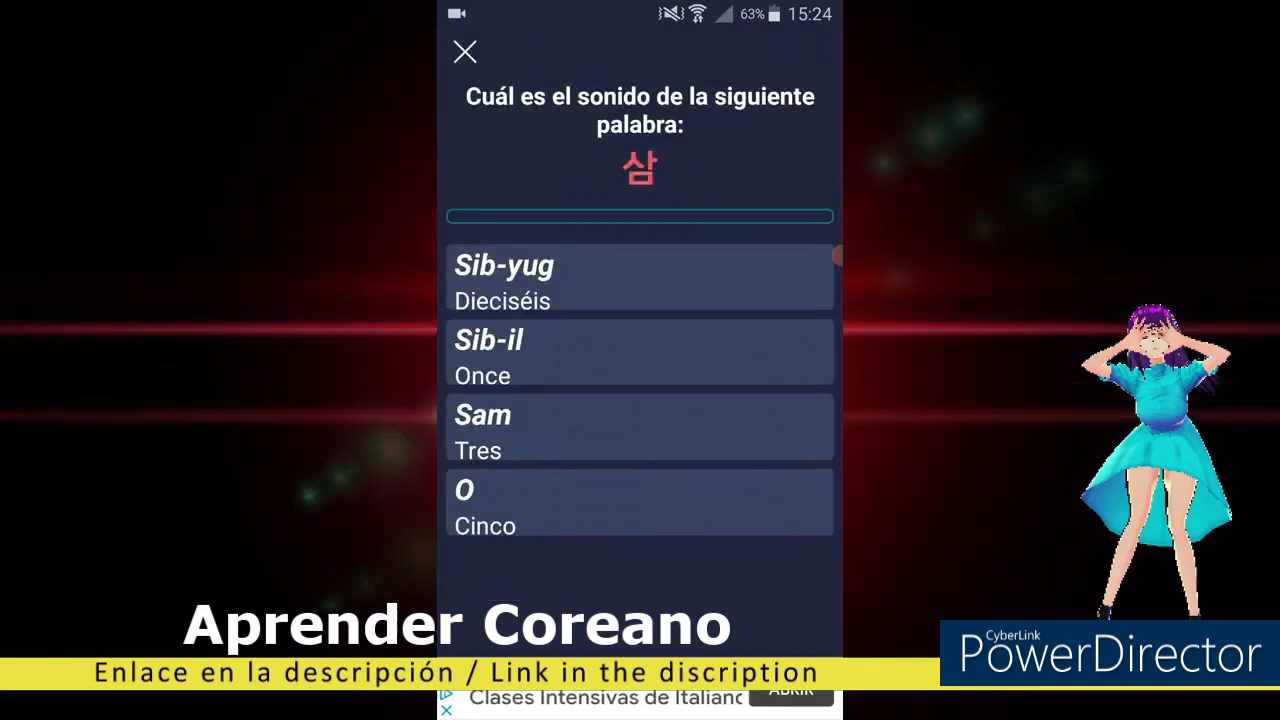 63% 15:24
Cuál es el sonido de la siguiente
palabra:
삼
Sib-yug
Dieciséis
Sib-il
Once
Sam
Tres
O
Cinco
Aprender Coreano
Enlace en la descripción / Link in the discription
CyberLink
PowerDirector
Clases Intensivas de Italiano
ABRIR